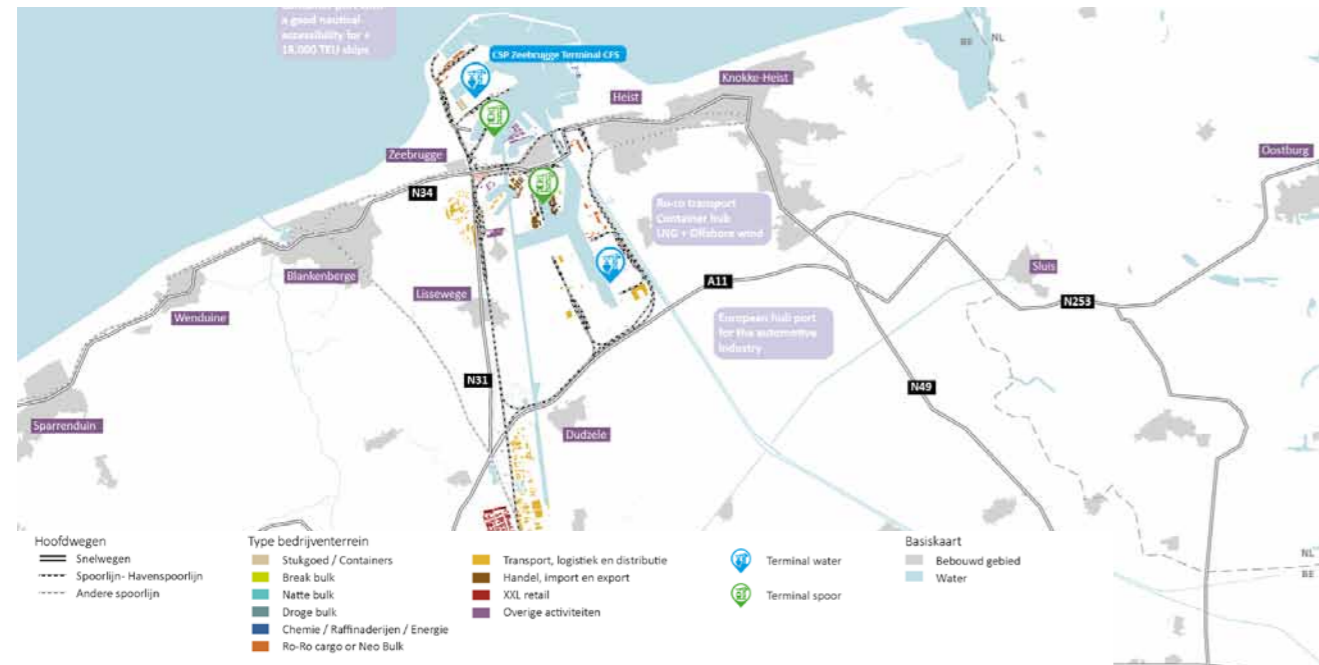 a good nautical
accessibility for +
18,000 TEU ships
BE
NL
CSP Zeebrugge Terminal CFS
Knokke-Heist
Heist
Zeebrugge
Oostburg
N34
Ro-ro transport
Container hub
LNG + Offshore wind
Blankenberge
Sluis
A11
Lissewege
N253
Wenduine
European hub port
for the automotive
Industry
N31
N49
Sparrenduin
Dudzele
Hoofdwegen
Snelwegen
Spoorlijn- Havenspoorlijn
Andere spoorlijn
Type bedrijventerrein
Stukgoed / Containers
Break bulk
Natte bulk
Droge bulk
Chemie / Raffinaderijen / Energie
Ro-Ro cargo or Neo Bulk
Transport, logistiek en distributie
Handel, import en export
XXL retail
Overige activiteiten
Terminal water
Terminal spoor
Basiskaart
Bebouwd gebied
Water
NL
BE